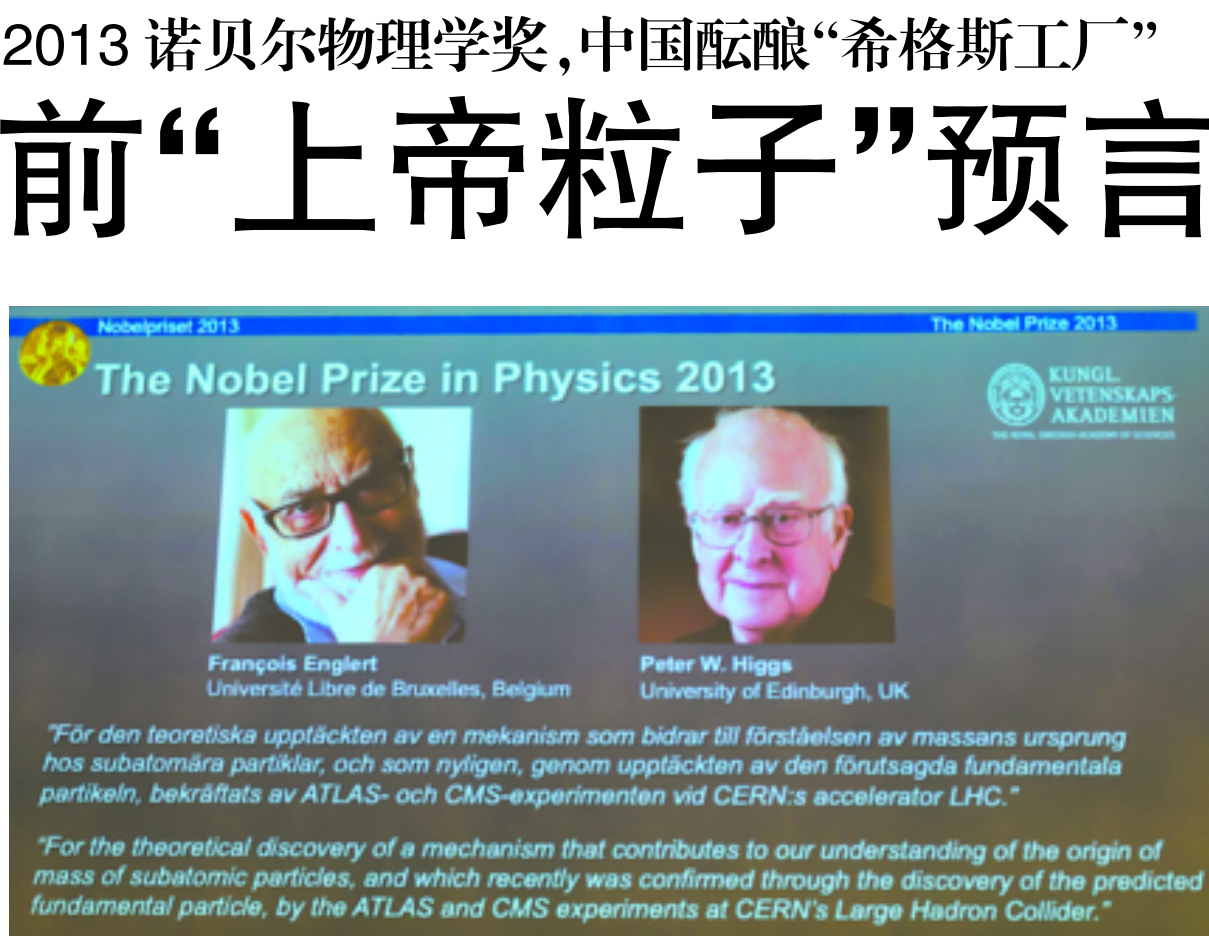 2013 诺贝尔物理学奖,中国酝酿“希格斯工厂”
前“上帝粒子”预言
Nobelpriset 2013
The Nobel Prize 2013
The Nobel Prize in Physics 2013
KUNGL.
VETENSKAPS-
AKADEMIEN
THE ROYAL SWEDISH ACADEMY OF SCIENCES
François Englert
Université Libre de Bruxelles, Belgium
Peter W. Higgs
University of Edinburgh, UK
"För den teoretiska upptäckten av en mekanism som bidrar till förståelsen av massans ursprung
hos subatomära partiklar, och som nyligen, genom upptäckten av den förutsagda fundamentala
partikeln, bekräftats av ATLAS- och CMS-experimenten vid CERN:s accelerator LHC."
"For the theoretical discovery of a mechanism that contributes to our understanding of the origin of
mass of subatomic particles, and which recently was confirmed through the discovery of the predicted
fundamental particle, by the ATLAS and CMS experiments at CERN's Large Hadron Collider."